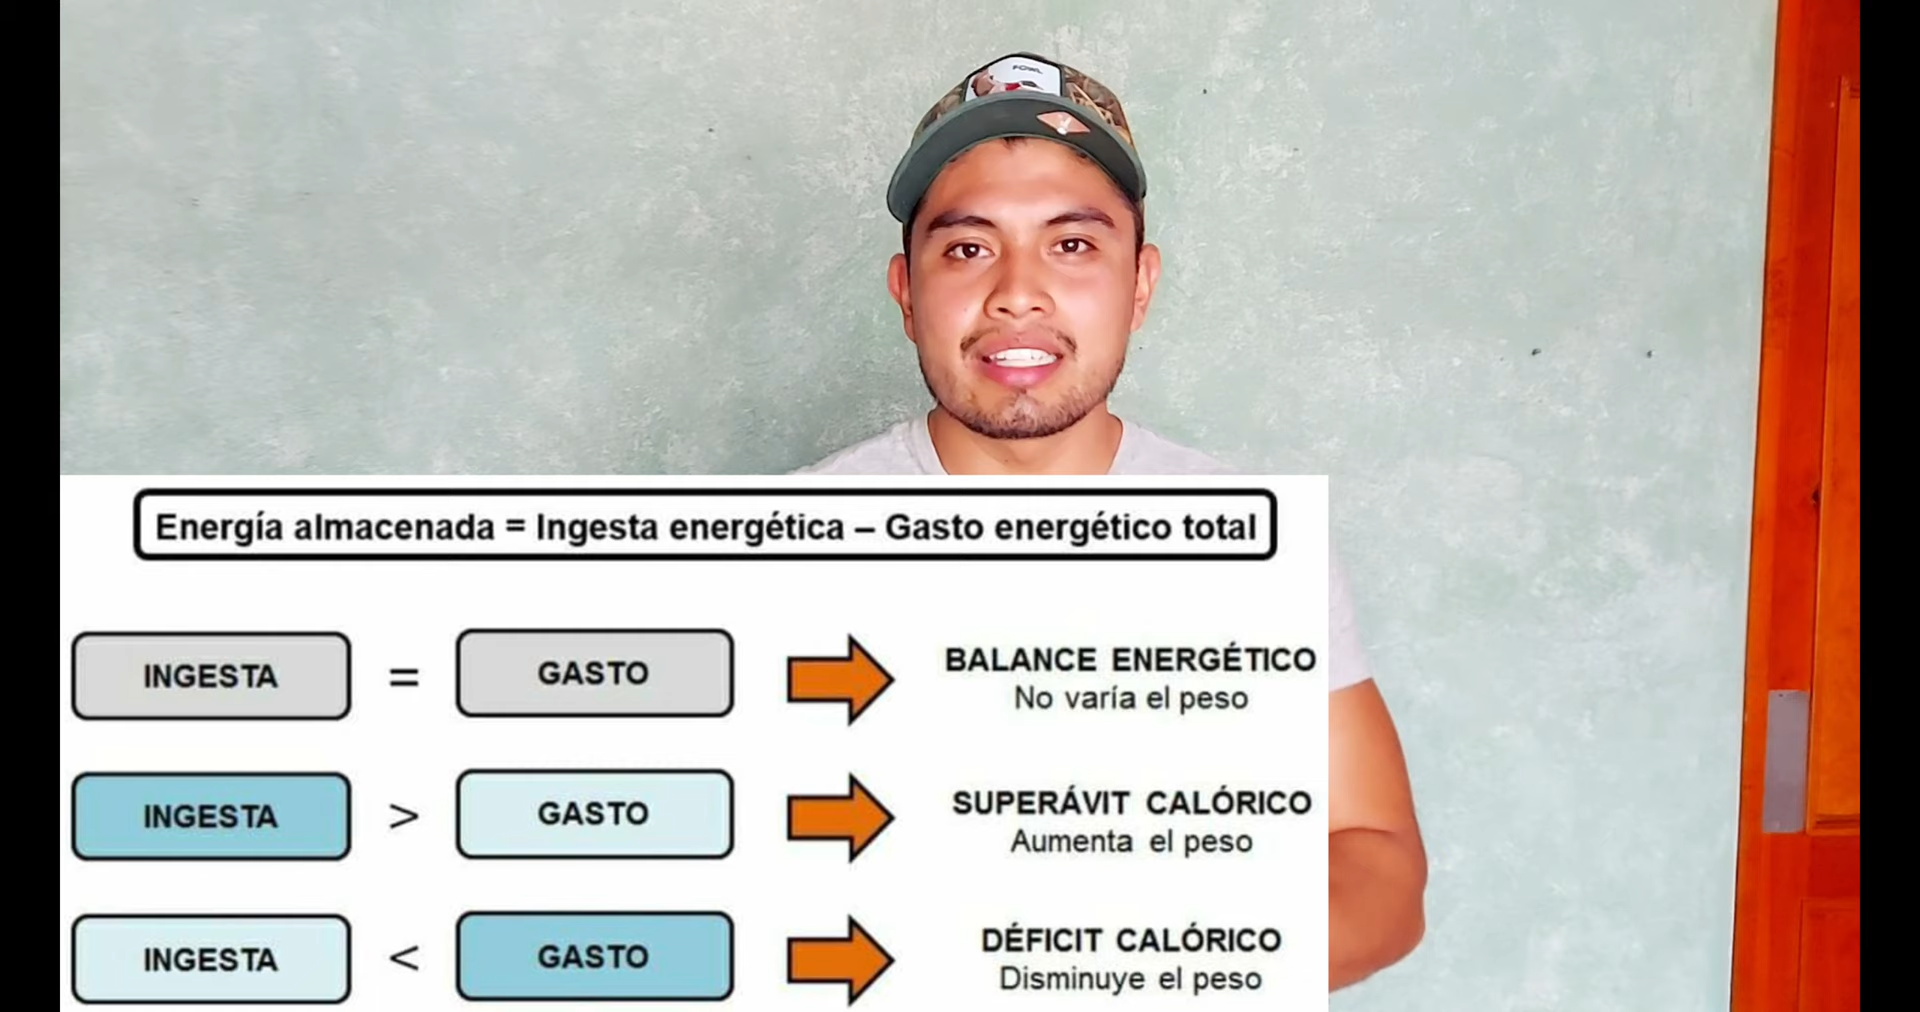 FOWL
Energía almacenada = Ingesta energética – Gasto energético total
INGESTA = GASTO
BALANCE ENERGÉTICO
No varía el peso
INGESTA > GASTO
SUPERÁVIT CALÓRICO
Aumenta el peso
INGESTA < GASTO
DÉFICIT CALÓRICO
Disminuye el peso